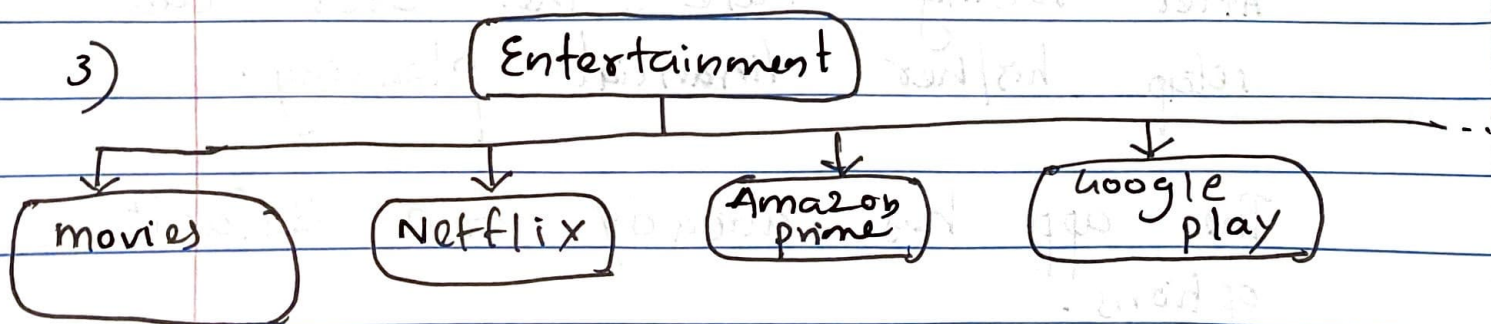 3)
Entertainment
...
movies
Netflix
Amazon
prime
Google
play